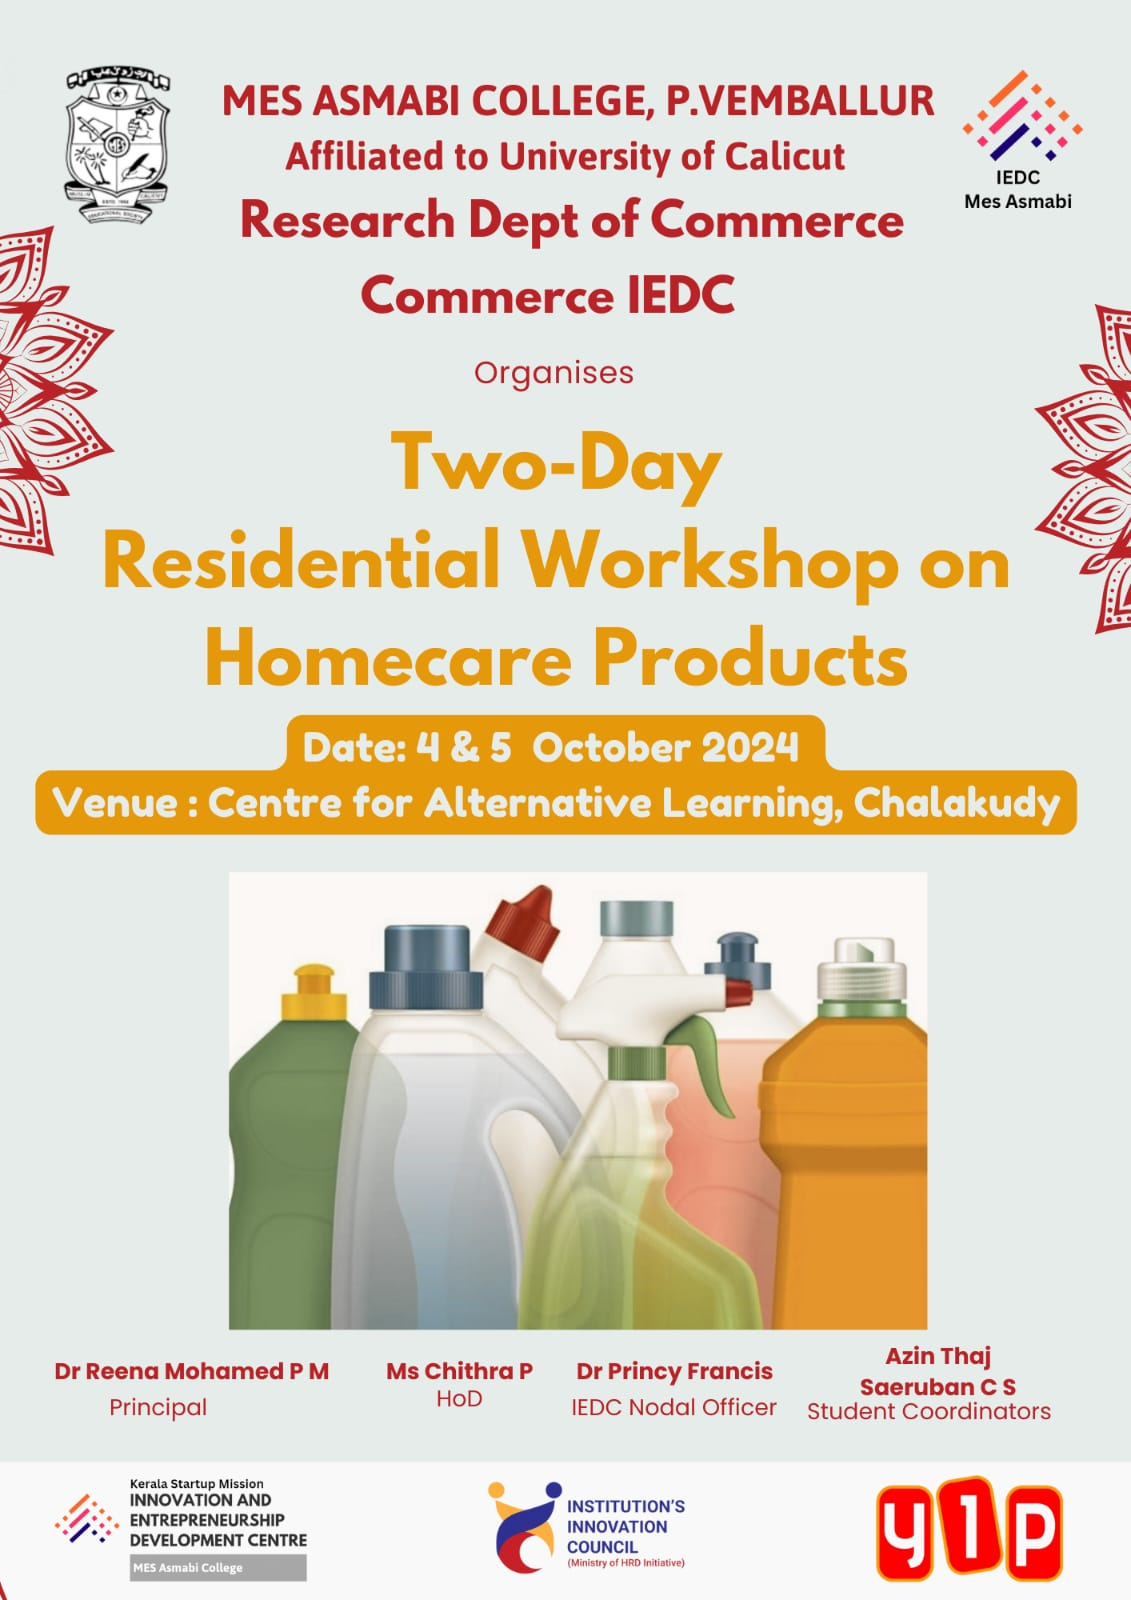 MES ASMABI COLLEGE, P.VEMBALLUR
Affiliated to University of Calicut
Research Dept of Commerce
Commerce IEDC
IEDC
Mes Asmabi
Organises
Two-Day
Residential Workshop on
Homecare Products
Date: 4 & 5 October 2024
Venue : Centre for Alternative Learning, Chalakudy
Dr Reena Mohamed P M
Principal
Ms Chithra P
HoD
Dr Princy Francis
IEDC Nodal Officer
Azin Thaj
Saeruban C S
Student Coordinators
Kerala Startup Mission
INNOVATION AND
ENTREPRENEURSHIP
DEVELOPMENT CENTRE
MES Asmabi College
INSTITUTION'S
INNOVATION
COUNCIL
(Ministry of HRD Initiative)
yip